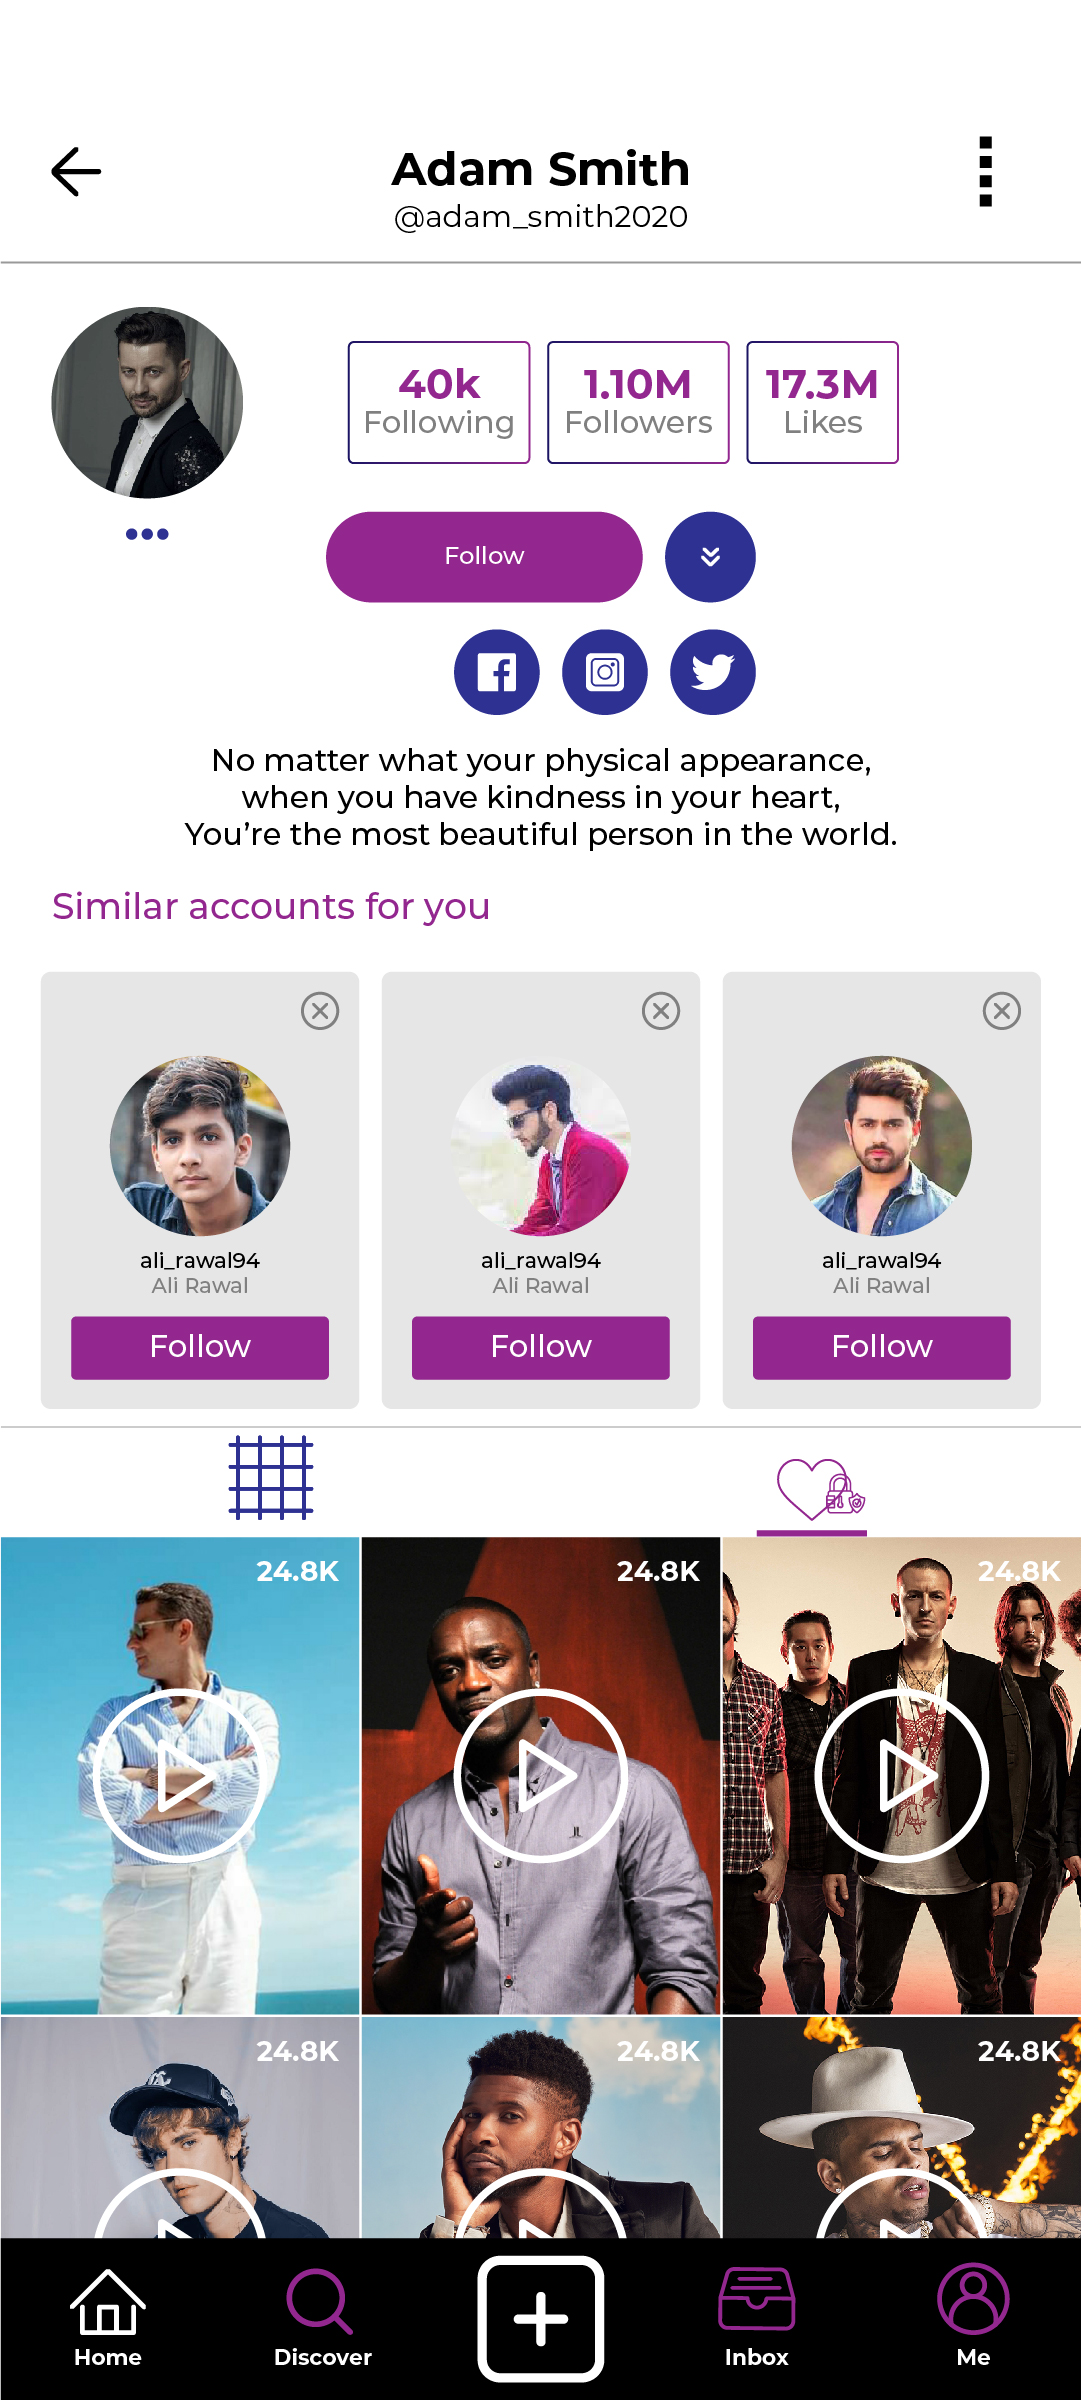 Adam Smith
@adam_smith2020
40k
Following
1.10M
Followers
17.3M
Likes
Follow
No matter what your physical appearance,
when you have kindness in your heart,
You’re the most beautiful person in the world.
Similar accounts for you
ali_rawal94
Ali Rawal
Follow
ali_rawal94
Ali Rawal
Follow
ali_rawal94
Ali Rawal
Follow
24.8K
24.8K
24.8K
24.8K
24.8K
24.8K
Home
Discover
Inbox
Me